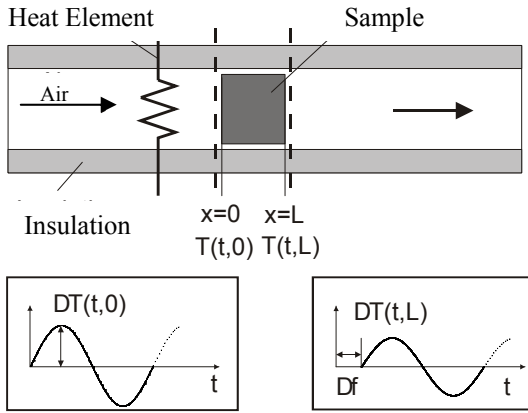 Heat Element
Sample
Air
Insulation
x=0 x=L
T(t,0) T(t,L)
DT(t,0)
t
DT(t,L)
Df
t